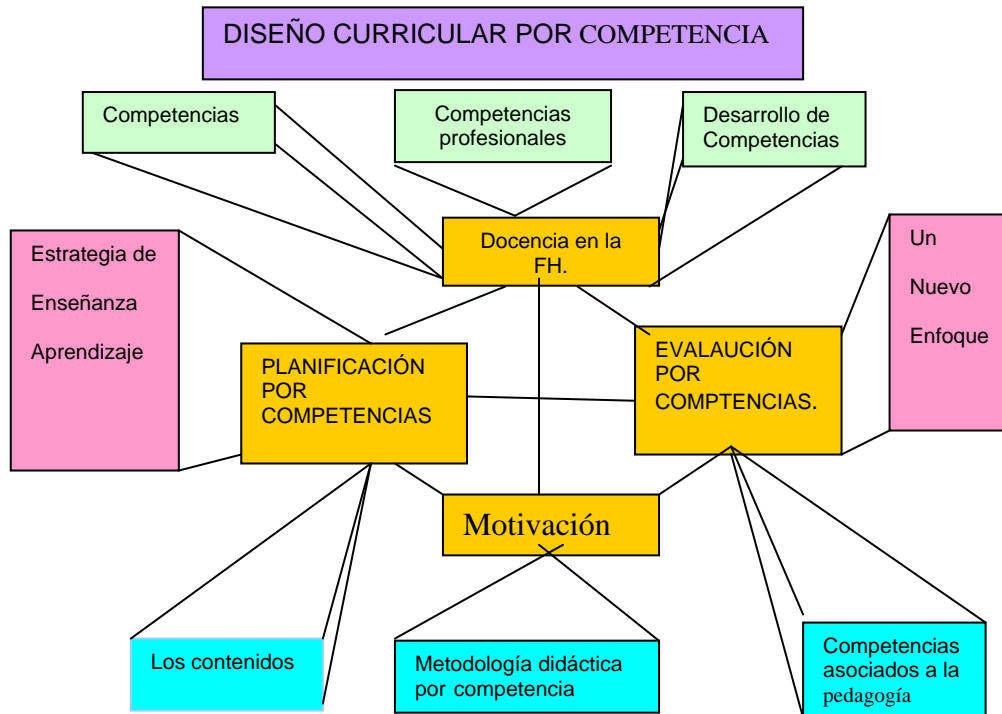 DISEÑO CURRICULAR POR COMPETENCIA
Competencias
Competencias
profesionales
Desarrollo de
Competencias
Docencia en la
FH.
Estrategia de
Enseñanza
Aprendizaje
Un
Nuevo
Enfoque
PLANIFICACIÓN
POR
COMPETENCIAS
EVALAUCIÓN
POR
COMPTENCIAS.
Motivación
Los contenidos
Metodología didáctica
por competencia
Competencias
asociados a la
pedagogía